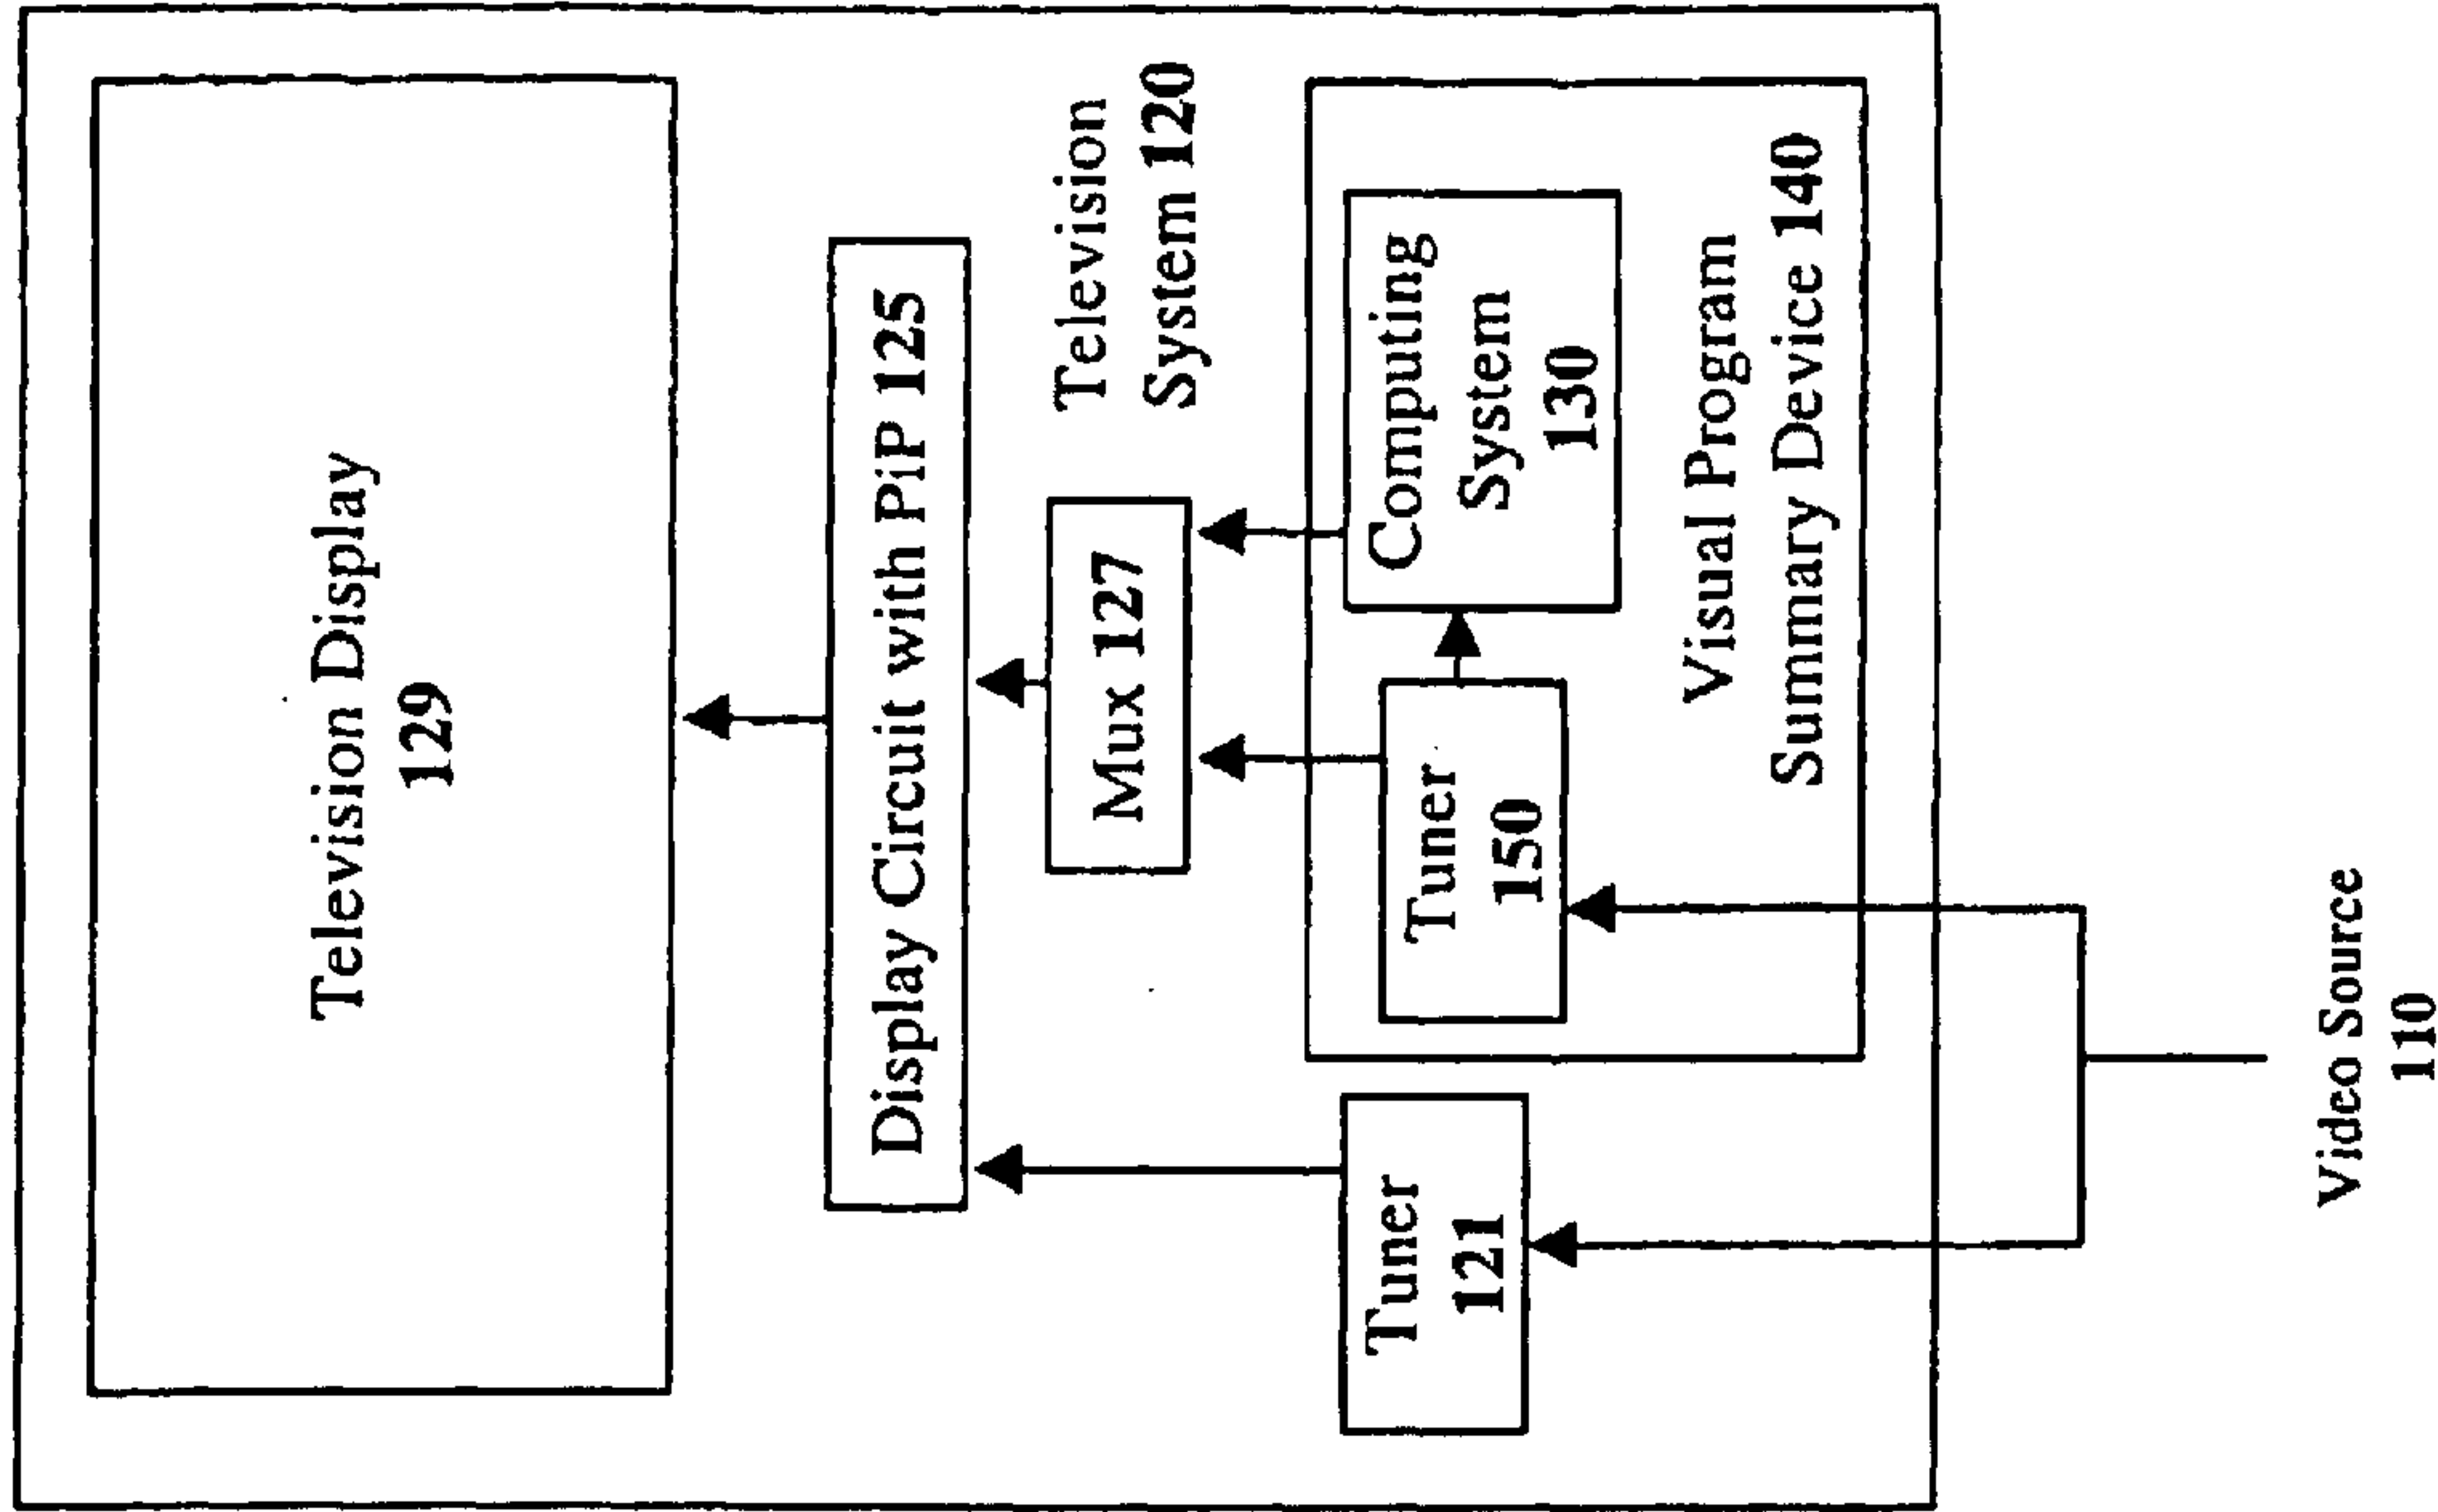 Television Display
129
Display Circuit with PiP 125
Television
System 120
Mux 127
Computing
System
130
Tuner
150
Visual Program
Summary Device 140
Tuner
121
Video Source
110